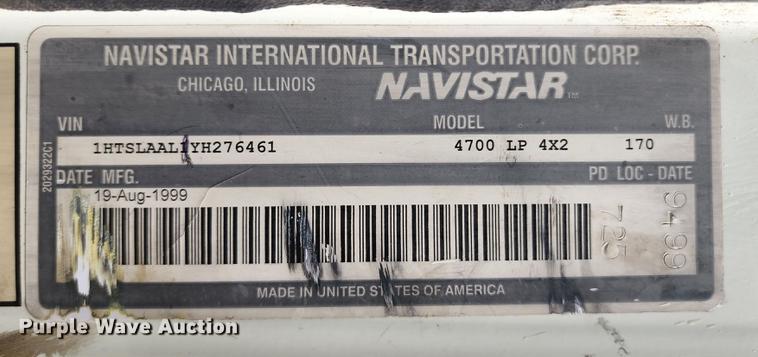 NAVISTAR INTERNATIONAL TRANSPORTATION CORP.
CHICAGO, ILLINOIS NAVISTAR™
VIN MODEL W.B.
1HTSLAAL1YH276461 4700 LP 4X2 170
2029322C1
DATE MFG. PD LOC - DATE
19-Aug-1999
725 9499
MADE IN UNITED STATES OF AMERICA
Purple Wave Auction